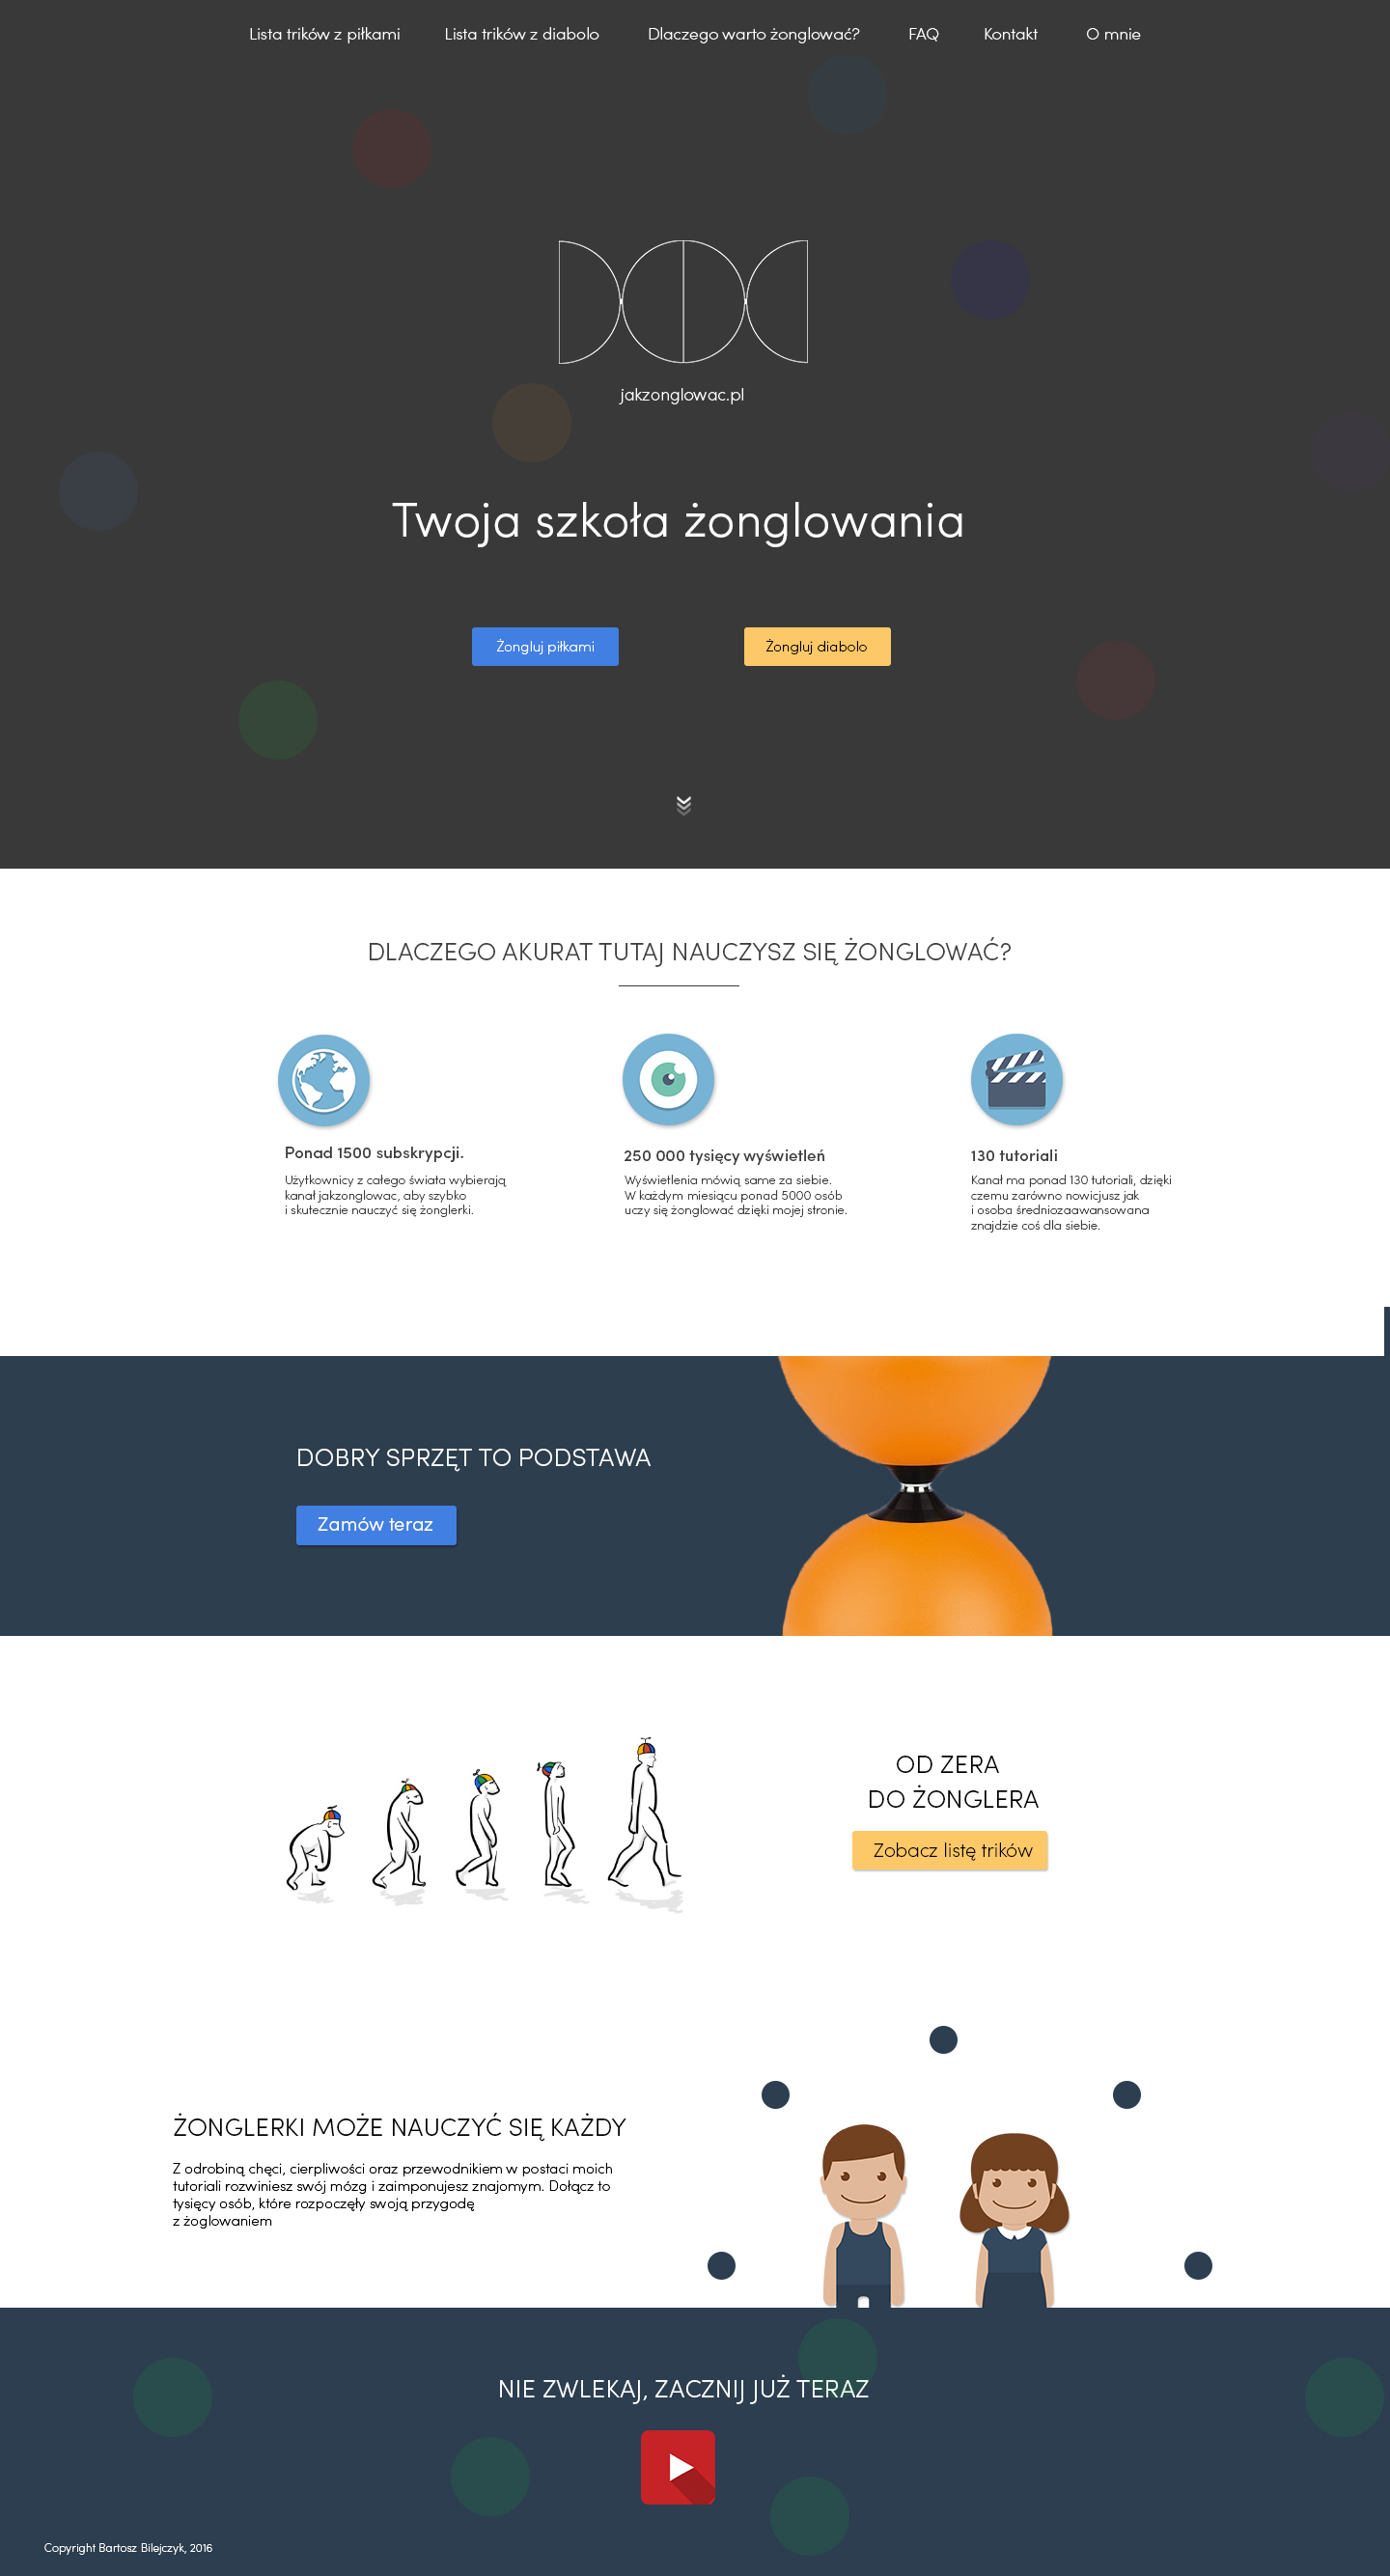 Lista trików z piłkami Lista trików z diabolo Dlaczego warto żonglować? FAQ Kontakt O mnie
jakzonglowac.pl
Twoja szkoła żonglowania
Żongluj piłkami Żongluj diabolo
DLACZEGO AKURAT TUTAJ NAUCZYSZ SIĘ ŻONGLOWAĆ?
Ponad 1500 subskrypcji.
Użytkownicy z całego świata wybierają
kanał jakzonglowac, aby szybko
i skutecznie nauczyć się żonglerki.
250 000 tysięcy wyświetleń
Wyświetlenia mówią same za siebie.
W każdym miesiącu ponad 5000 osób
uczy się żonglować dzięki mojej stronie.
130 tutoriali
Kanał ma ponad 130 tutoriali, dzięki
czemu zarówno nowicjusz jak
i osoba średniozaawansowana
znajdzie coś dla siebie.
DOBRY SPRZĘT TO PODSTAWA
Zamów teraz
OD ZERA
DO ŻONGLERA
Zobacz listę trików
ŻONGLERKI MOŻE NAUCZYĆ SIĘ KAŻDY
Z odrobiną chęci, cierpliwości oraz przewodnikiem w postaci moich
tutoriali rozwiniesz swój mózg i zaimponujesz znajomym. Dołącz to
tysięcy osób, które rozpoczęły swoją przygodę
z żoglowaniem
NIE ZWLEKAJ, ZACZNIJ JUŻ TERAZ
Copyright Bartosz Bilejczyk, 2016